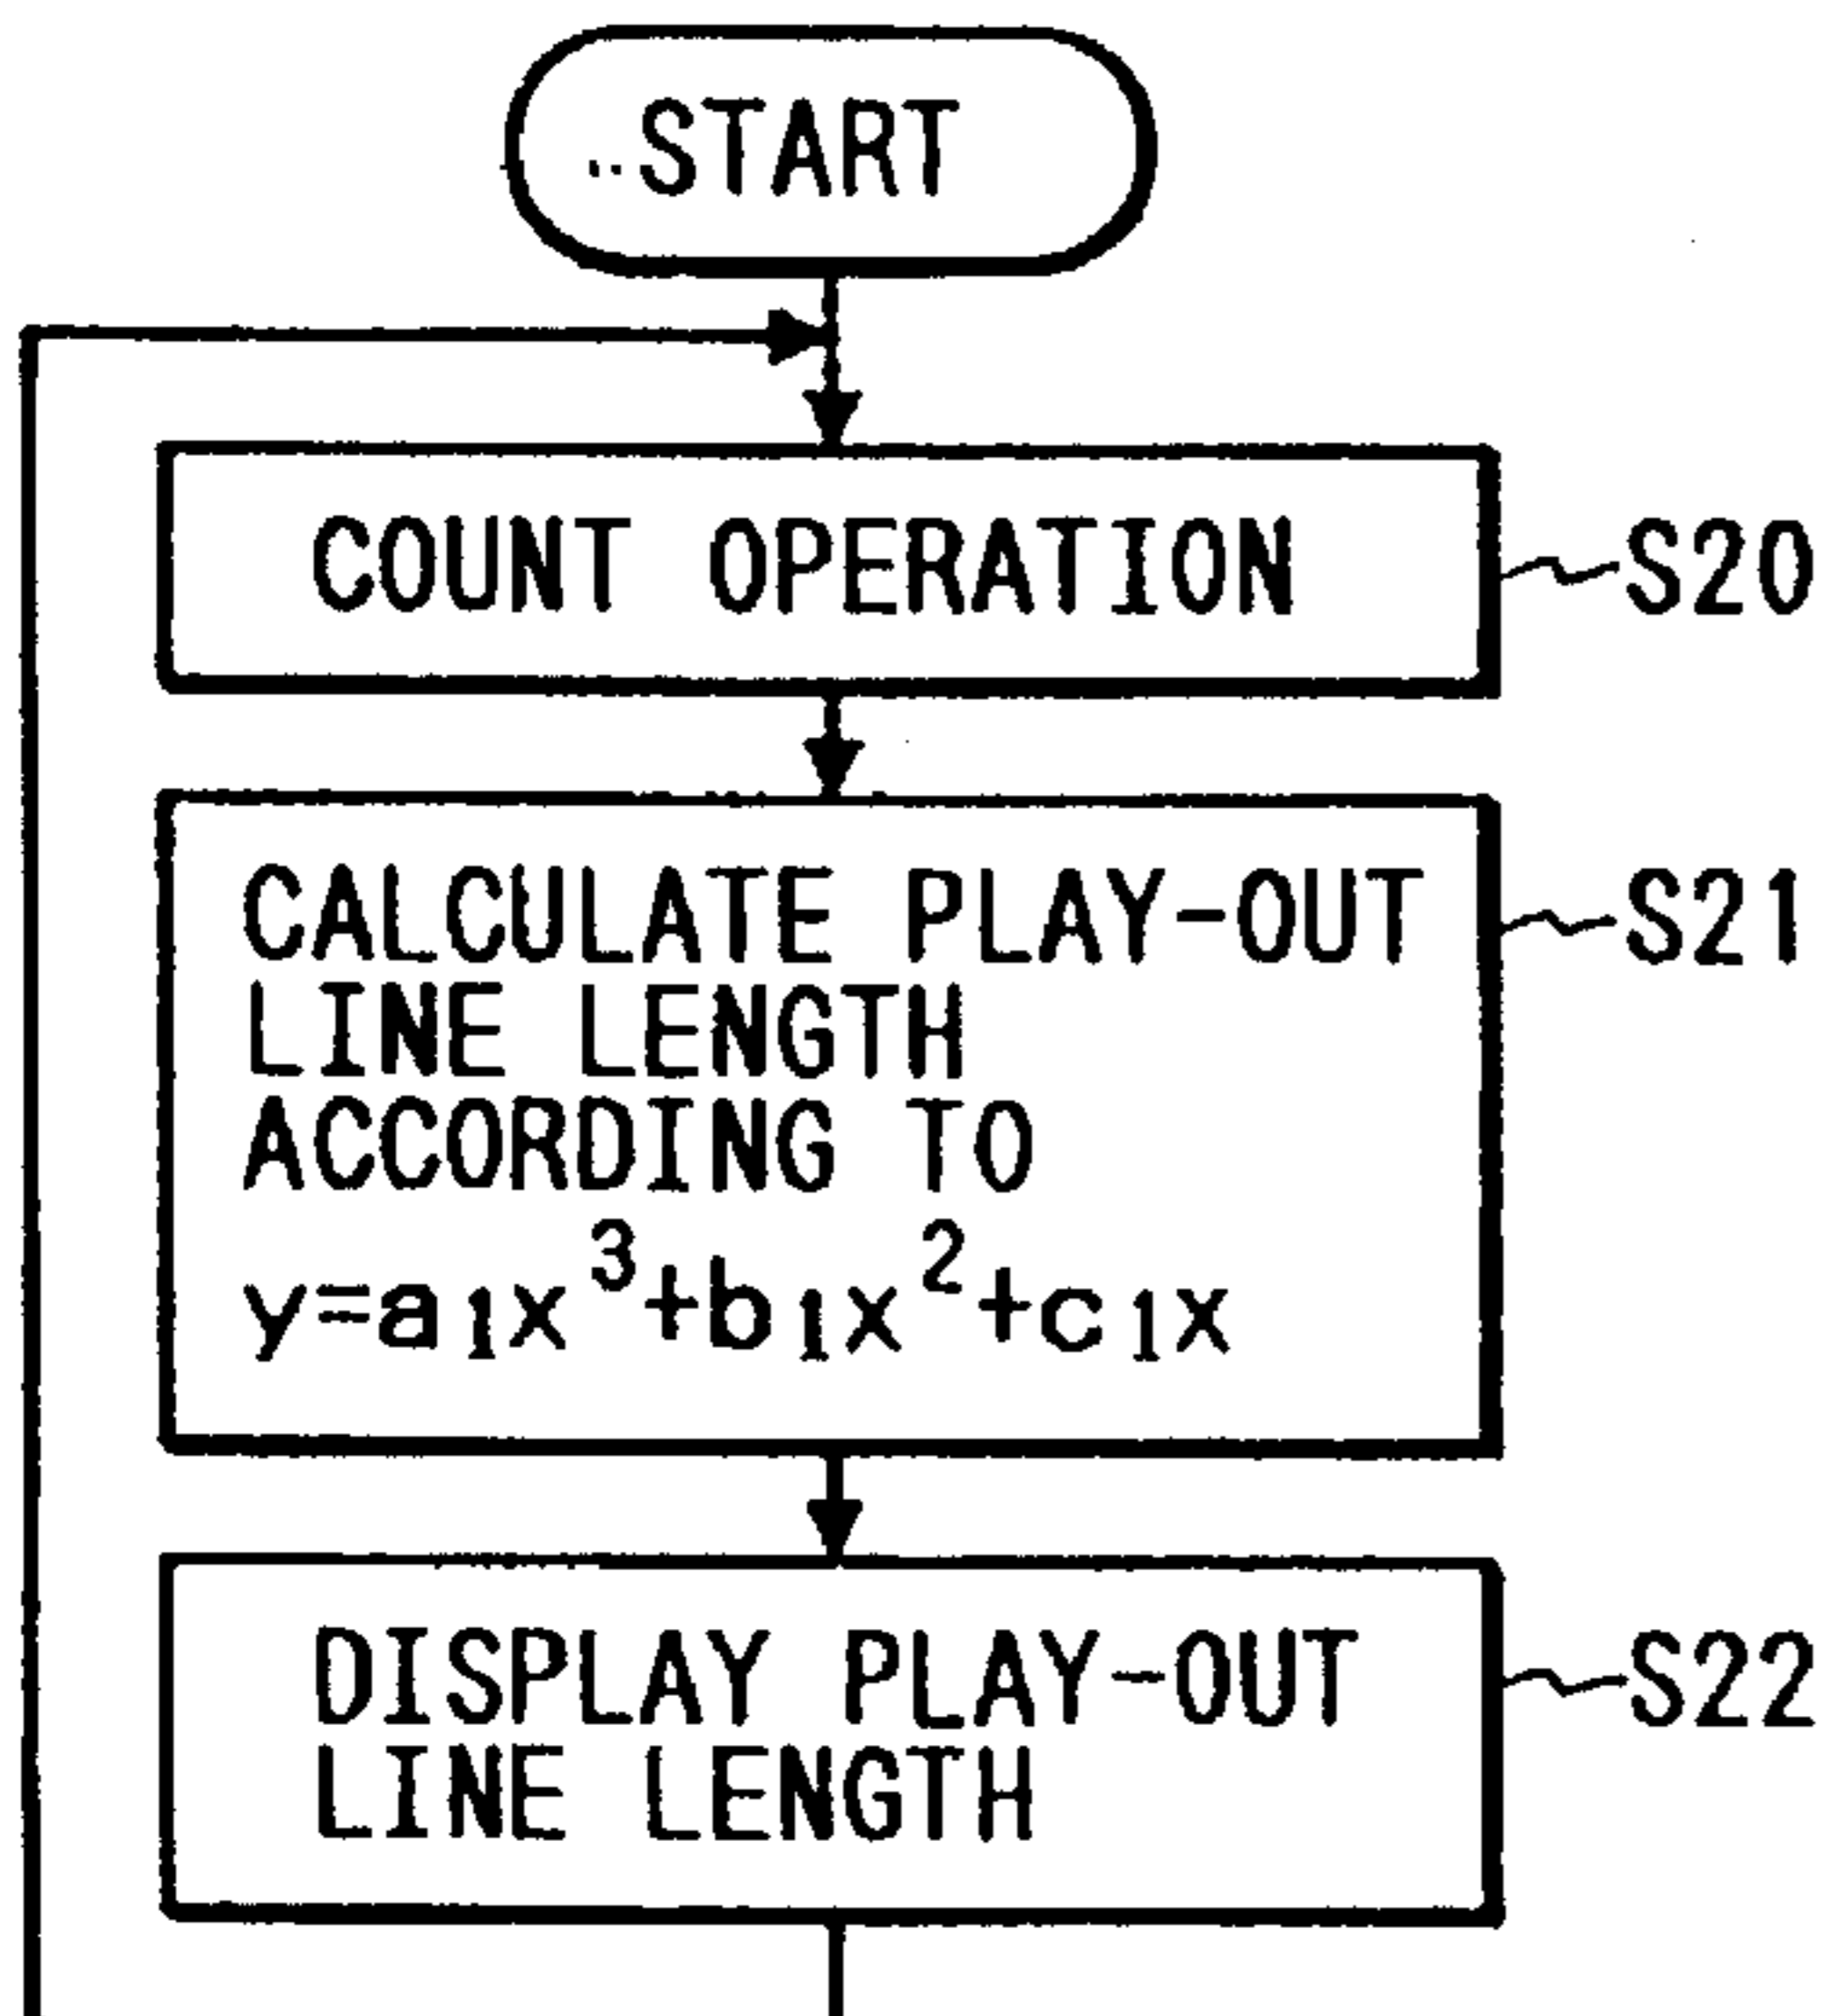 START
COUNT OPERATION
S20
CALCULATE PLAY-OUT
S21
LINE LENGTH
ACCORDING TO
y=a₁x³+b₁x²+c₁x
DISPLAY PLAY-OUT
S22
LINE LENGTH